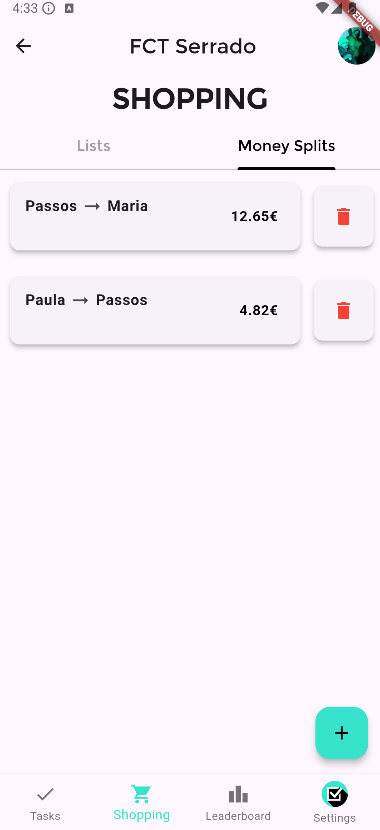 4:33
DEBUG
FCT Serrado
SHOPPING
Lists Money Splits
Passos → Maria 12.65€
Paula → Passos 4.82€
+
Tasks Shopping Leaderboard Settings